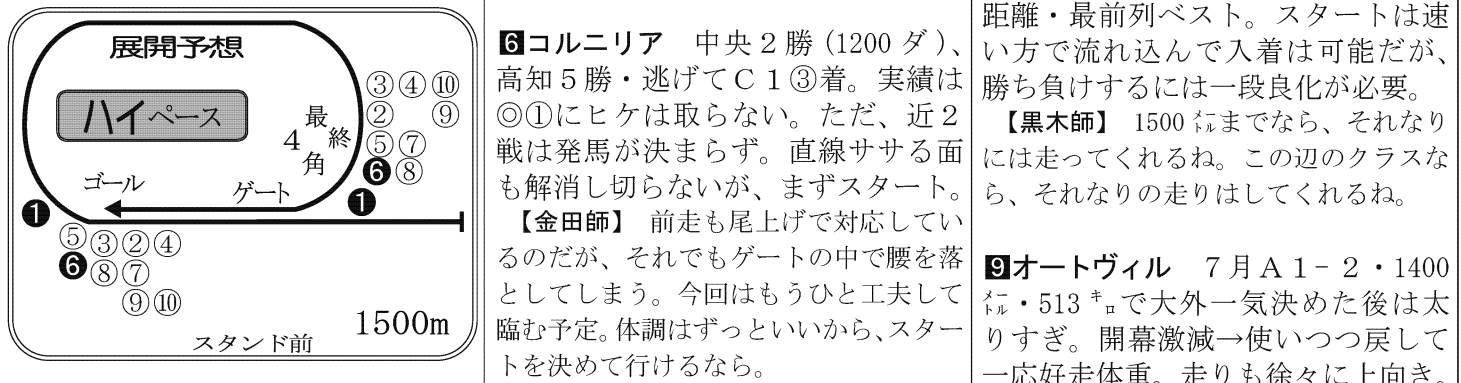 展開予想
ハイペース
最終
4角
ゴール
ゲート
③④⑩
②⑨
⑤⑦
❻⑧
❶
❶
⑤③②④
❻⑧⑦
⑨⑩
1500m
スタンド前
6コルニリア 中央2勝(1200ダ)、
高知5勝・逃げてC1③着。実績は
◎①にヒケは取らない。ただ、近2
戦は発馬が決まらず。直線ササる面
も解消し切らないが、まずスタート。
【金田師】 前走も尾上げで対応してい
るのだが、それでもゲートの中で腰を落
としてしまう。今回はもうひと工夫して
臨む予定。体調はずっといいから、スター
トを決めて行けるなら。
距離・最前列ベスト。スタートは速
い方で流れ込んで入着は可能だが、
勝ち負けするには一段良化が必要。
【黒木師】 1500メートルまでなら、それなり
には走ってくれるね。この辺のクラスな
ら、それなりの走りはしてくれるね。
9オートヴィル 7月A1-2・1400
メートル・513キロで大外一気決めた後は太
りすぎ。開幕激減→使いつつ戻して
一応好走体重。走りも徐々に上向き。